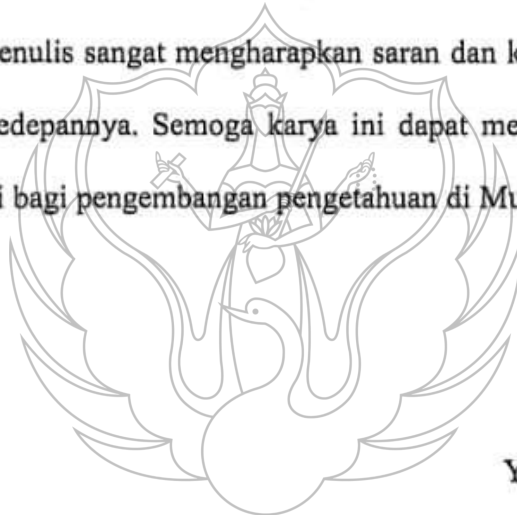 enulis sangat mengharapkan saran dan k
edepannya. Semoga karya ini dapat me
i bagi pengembangan pengetahuan di Mu
Y